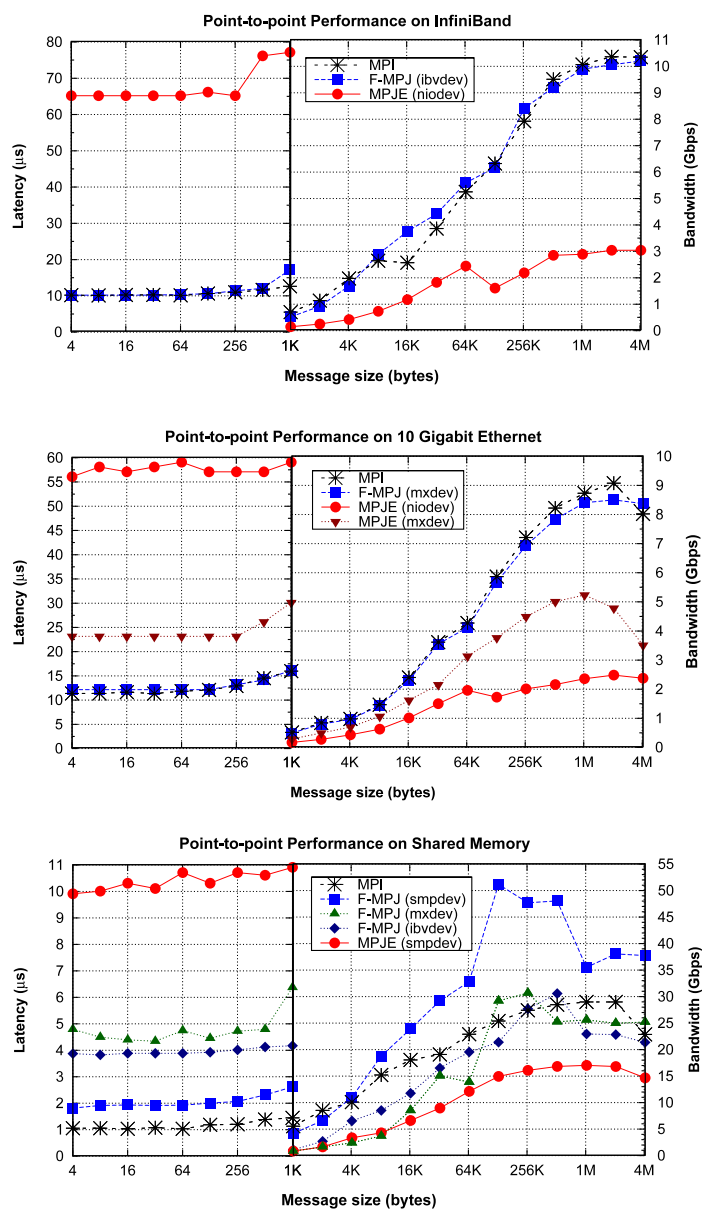 Point-to-point Performance on InfiniBand
MPI
F-MPJ (ibvdev)
MPJE (niodev)
Latency (µs)
80
70
60
50
40
30
20
10
0
Bandwidth (Gbps)
11
10
9
8
7
6
5
4
3
2
1
0
4 16 64 256 1K 4K 16K 64K 256K 1M 4M
Message size (bytes)
Point-to-point Performance on 10 Gigabit Ethernet
MPI
F-MPJ (mxdev)
MPJE (niodev)
MPJE (mxdev)
Latency (µs)
60
55
50
45
40
35
30
25
20
15
10
5
0
Bandwidth (Gbps)
10
9
8
7
6
5
4
3
2
1
0
4 16 64 256 1K 4K 16K 64K 256K 1M 4M
Message size (bytes)
Point-to-point Performance on Shared Memory
MPI
F-MPJ (smpdev)
F-MPJ (mxdev)
F-MPJ (ibvdev)
MPJE (smpdev)
Latency (µs)
11
10
9
8
7
6
5
4
3
2
1
0
Bandwidth (Gbps)
55
50
45
40
35
30
25
20
15
10
5
0
4 16 64 256 1K 4K 16K 64K 256K 1M 4M
Message size (bytes)